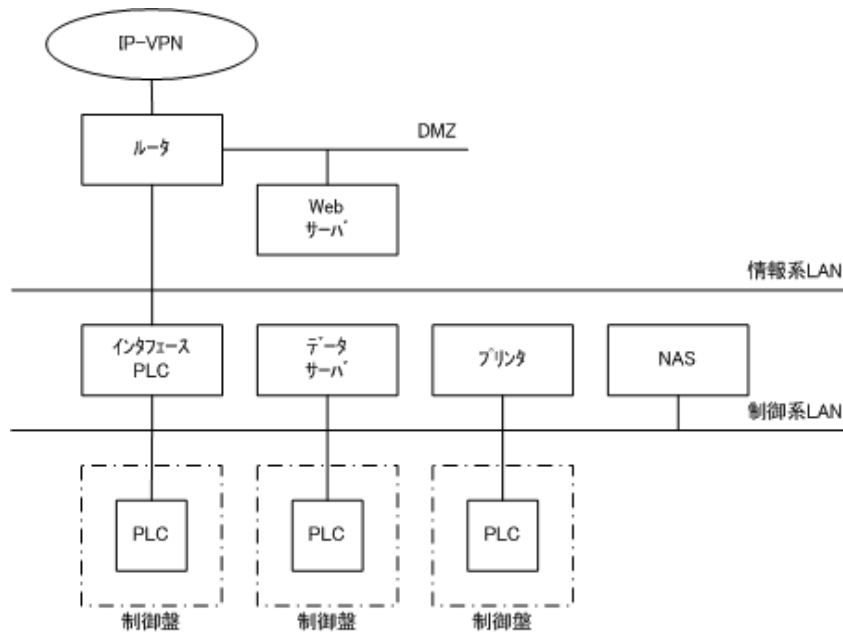 IP-VPN
ルータ
DMZ
Web
サーバ
情報系LAN
インタフェース
PLC
データ
サーバ
プリンタ
NAS
制御系LAN
PLC
PLC
PLC
制御盤
制御盤
制御盤